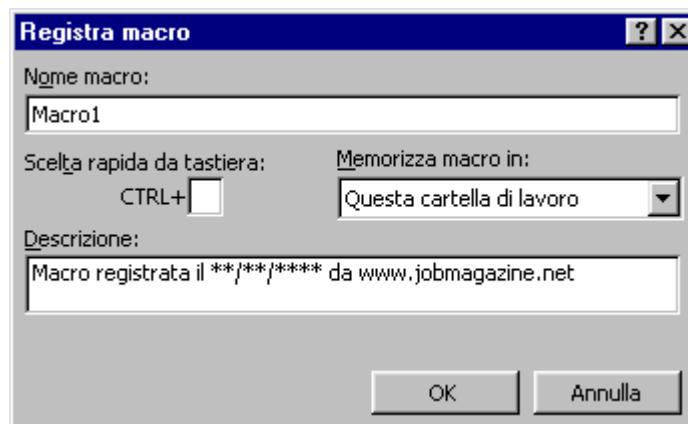 Registra macro
Nome macro:
Macro1
Scelta rapida da tastiera:
Memorizza macro in:
CTRL+
Questa cartella di lavoro
Descrizione:
Macro registrata il **/**/**** da www.jobmagazine.net
OK
Annulla